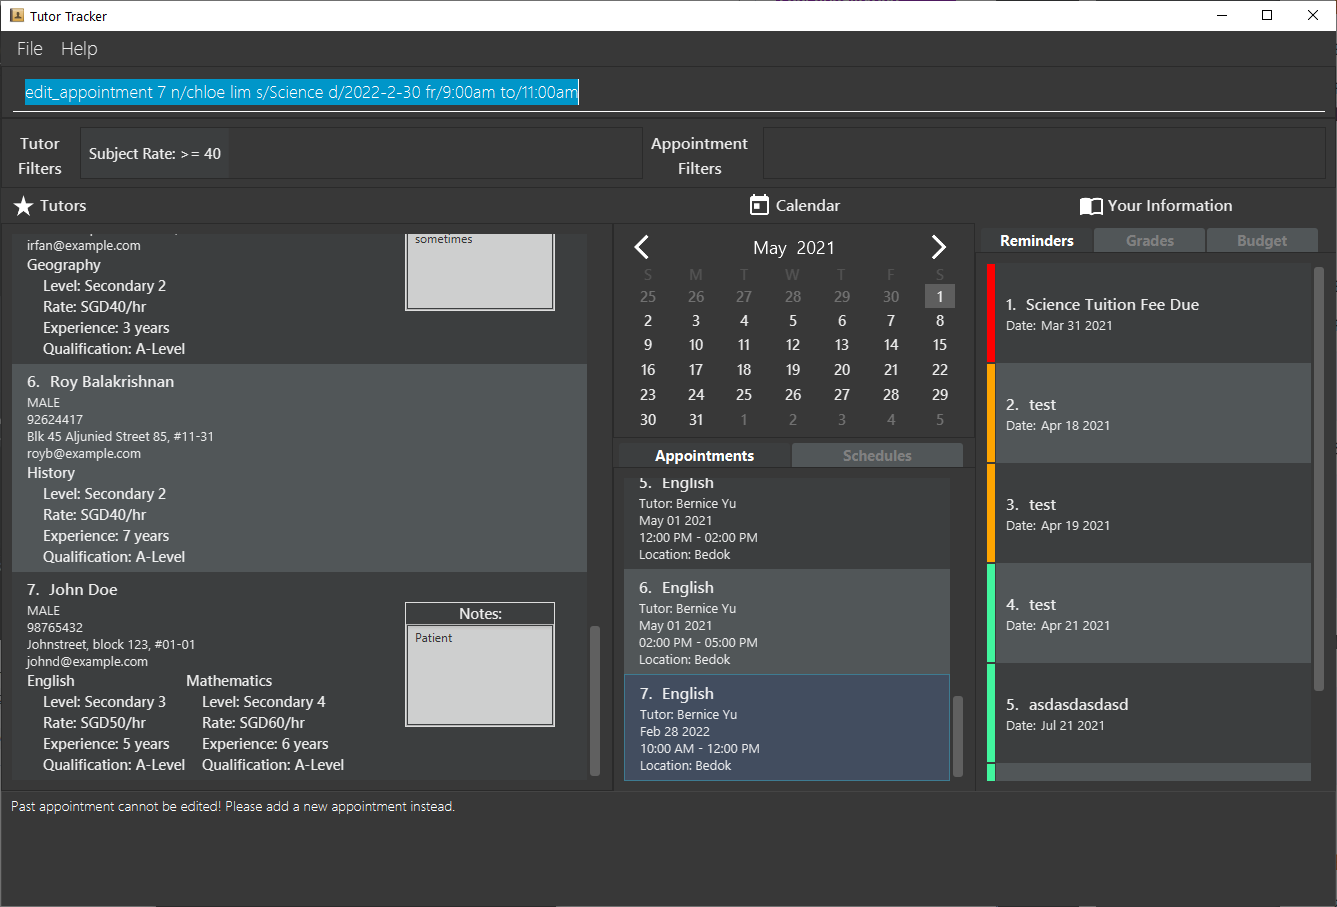 Tutor Tracker
File Help
edit_appointment 7 n/chloe lim s/Science d/2022-2-30 fr/9:00am to/11:00am
Tutor
Filters
Subject Rate: >= 40
Appointment
Filters
Tutors
irfan@example.com
Geography
Level: Secondary 2
Rate: SGD40/hr
Experience: 3 years
Qualification: A-Level
sometimes
6. Roy Balakrishnan
MALE
92624417
Blk 45 Aljunied Street 85, #11-31
royb@example.com
History
Level: Secondary 2
Rate: SGD40/hr
Experience: 7 years
Qualification: A-Level
7. John Doe
MALE
98765432
Johnstreet, block 123, #01-01
johnd@example.com
English Mathematics
Level: Secondary 3 Level: Secondary 4
Rate: SGD50/hr Rate: SGD60/hr
Experience: 5 years Experience: 6 years
Qualification: A-Level Qualification: A-Level
Notes:
Patient
Calendar
May 2021
S M T W T F S
25 26 27 28 29 30 1
2 3 4 5 6 7 8
9 10 11 12 13 14 15
16 17 18 19 20 21 22
23 24 25 26 27 28 29
30 31 1 2 3 4 5
Appointments Schedules
5. English
Tutor: Bernice Yu
May 01 2021
12:00 PM - 02:00 PM
Location: Bedok
6. English
Tutor: Bernice Yu
May 01 2021
02:00 PM - 05:00 PM
Location: Bedok
7. English
Tutor: Bernice Yu
Feb 28 2022
10:00 AM - 12:00 PM
Location: Bedok
Your Information
Reminders Grades Budget
1. Science Tuition Fee Due
Date: Mar 31 2021
2. test
Date: Apr 18 2021
3. test
Date: Apr 19 2021
4. test
Date: Apr 21 2021
5. asdasdasdasd
Date: Jul 21 2021
Past appointment cannot be edited! Please add a new appointment instead.